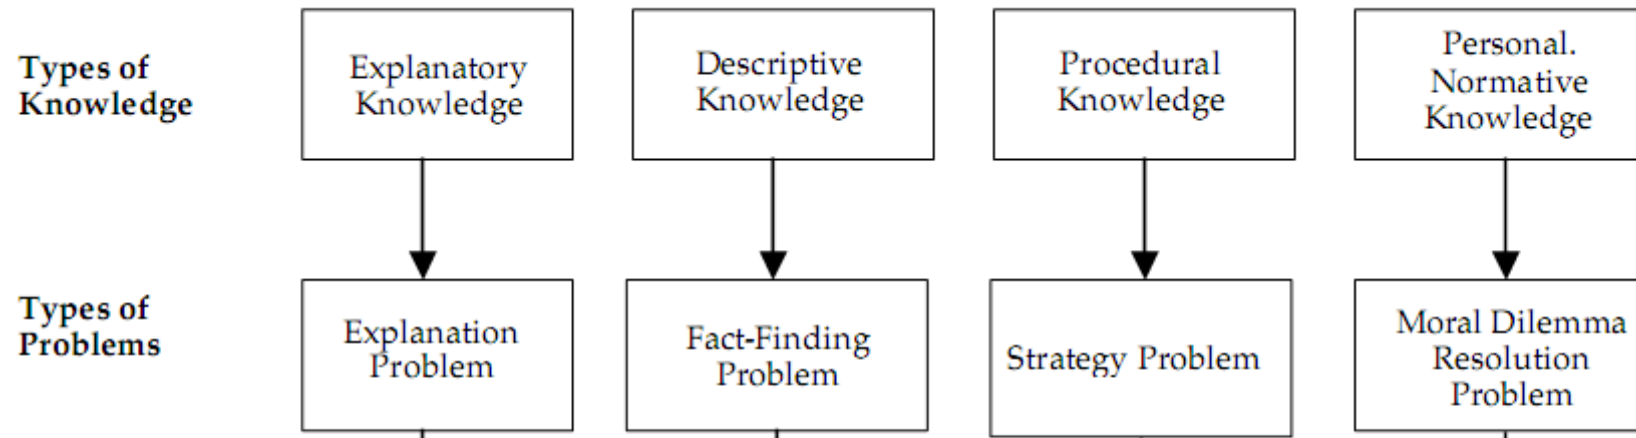 Types of
Knowledge
Explanatory
Knowledge
Descriptive
Knowledge
Procedural
Knowledge
Personal.
Normative
Knowledge
Types of
Problems
Explanation
Problem
Fact-Finding
Problem
Strategy Problem
Moral Dilemma
Resolution
Problem